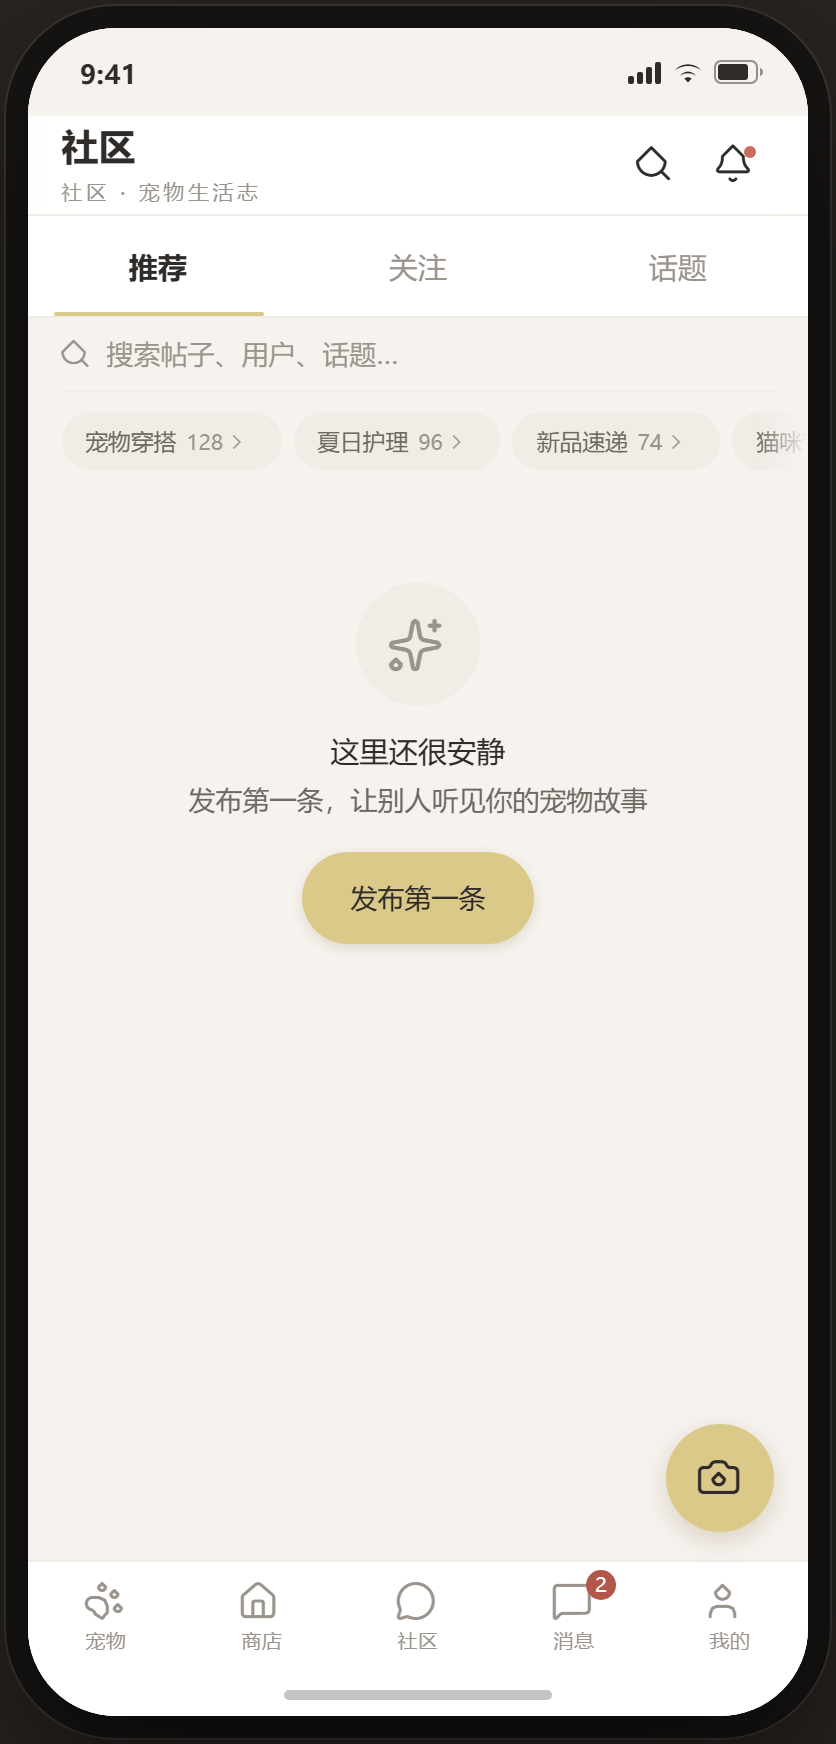 9:41
社区
社区 · 宠物生活志
推荐 关注 话题
搜索帖子、用户、话题...
宠物穿搭 128 夏日护理 96 新品速递 74 猫咪
这里还很安静
发布第一条，让别人听见你的宠物故事
发布第一条
2
宠物 商店 社区 消息 我的